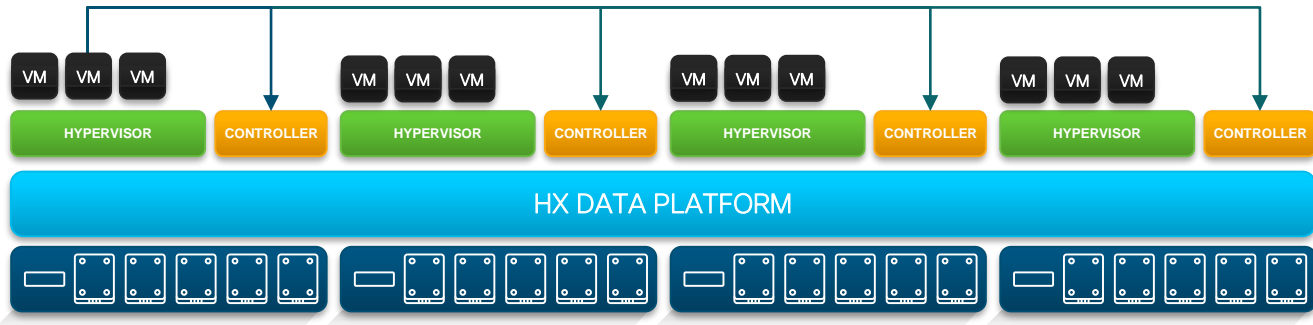 VM VM VM VM VM VM VM VM VM VM VM VM
HYPERVISOR CONTROLLER HYPERVISOR CONTROLLER HYPERVISOR CONTROLLER HYPERVISOR CONTROLLER
HX DATA PLATFORM